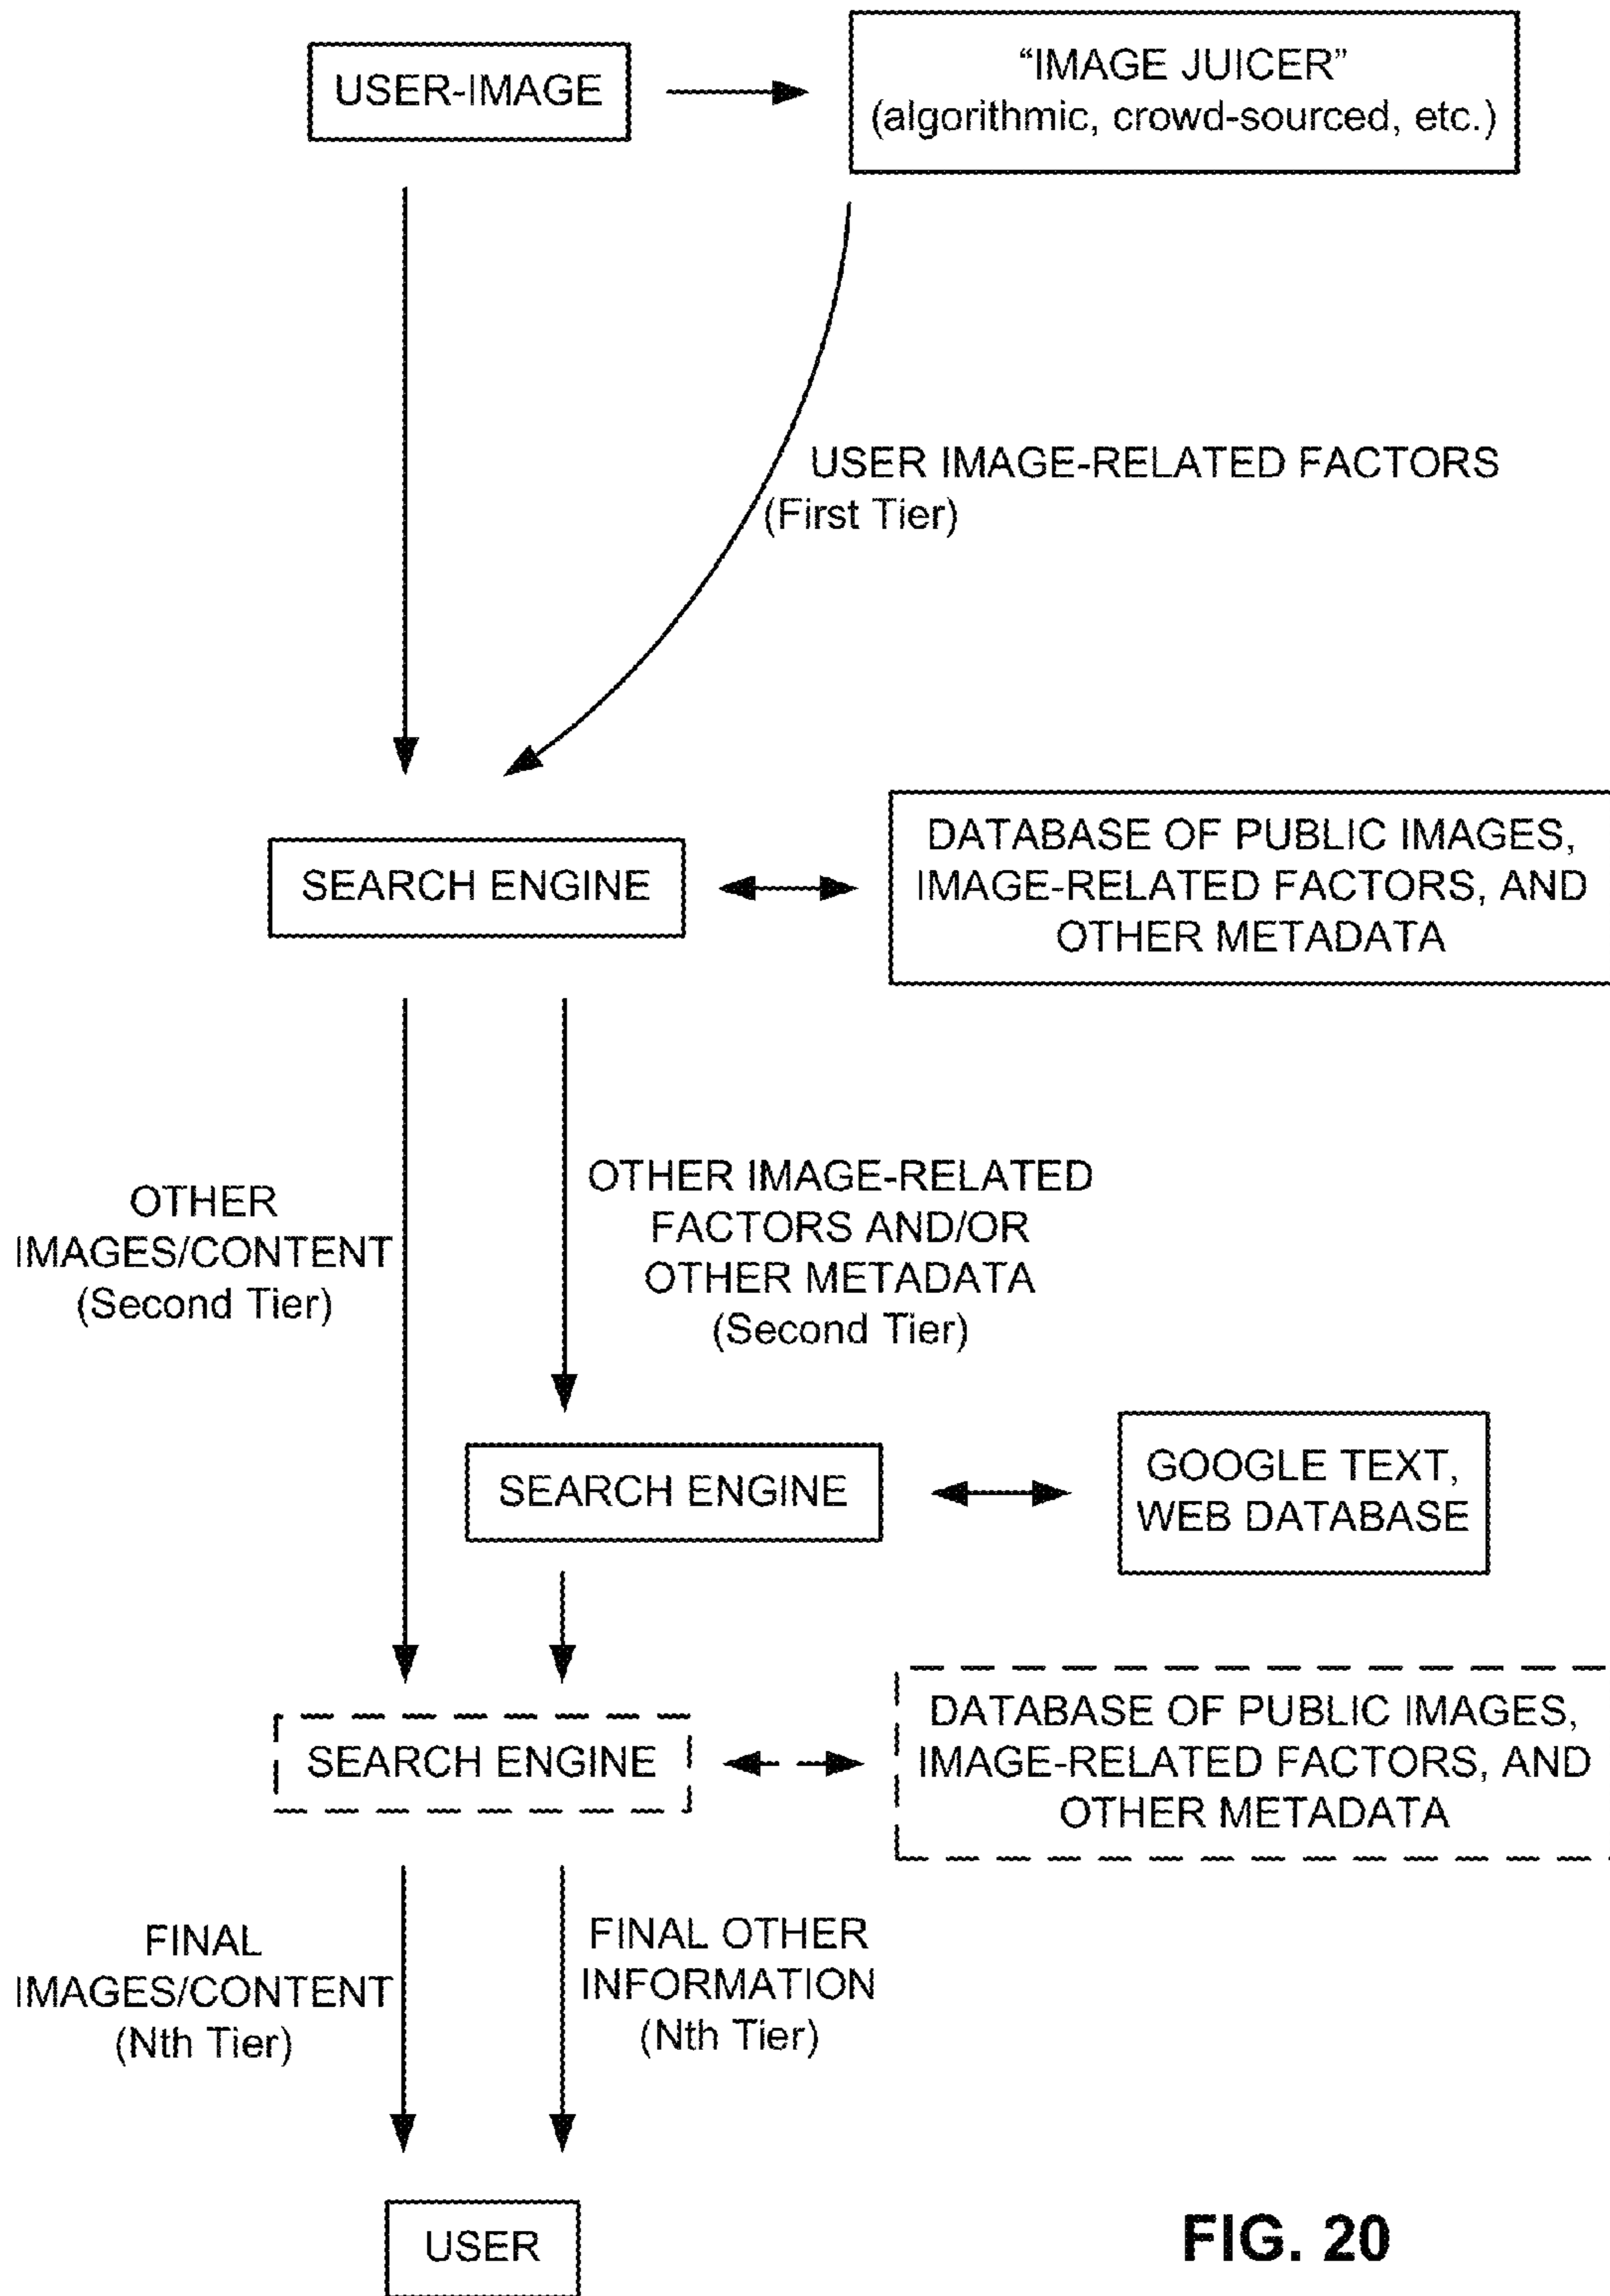 USER-IMAGE
“IMAGE JUICER”
(algorithmic, crowd-sourced, etc.)
USER IMAGE-RELATED FACTORS
(First Tier)
SEARCH ENGINE
DATABASE OF PUBLIC IMAGES,
IMAGE-RELATED FACTORS, AND
OTHER METADATA
OTHER
IMAGES/CONTENT
(Second Tier)
OTHER IMAGE-RELATED
FACTORS AND/OR
OTHER METADATA
(Second Tier)
SEARCH ENGINE
GOOGLE TEXT,
WEB DATABASE
SEARCH ENGINE
DATABASE OF PUBLIC IMAGES,
IMAGE-RELATED FACTORS, AND
OTHER METADATA
FINAL
IMAGES/CONTENT
(Nth Tier)
FINAL OTHER
INFORMATION
(Nth Tier)
USER
FIG. 20